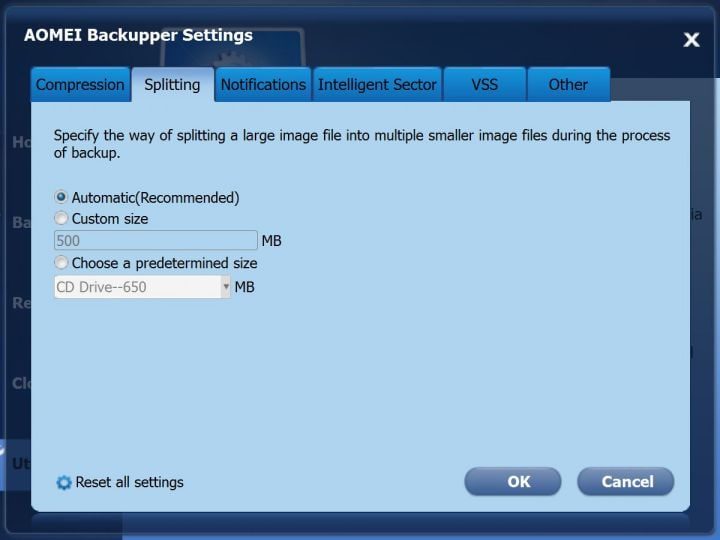 AOMEI Backupper Settings
X
Compression Splitting Notifications Intelligent Sector VSS Other
Specify the way of splitting a large image file into multiple smaller image files during the process
of backup.
Automatic(Recommended)
Custom size
500 MB
Choose a predetermined size
CD Drive--650 MB
Reset all settings
OK Cancel